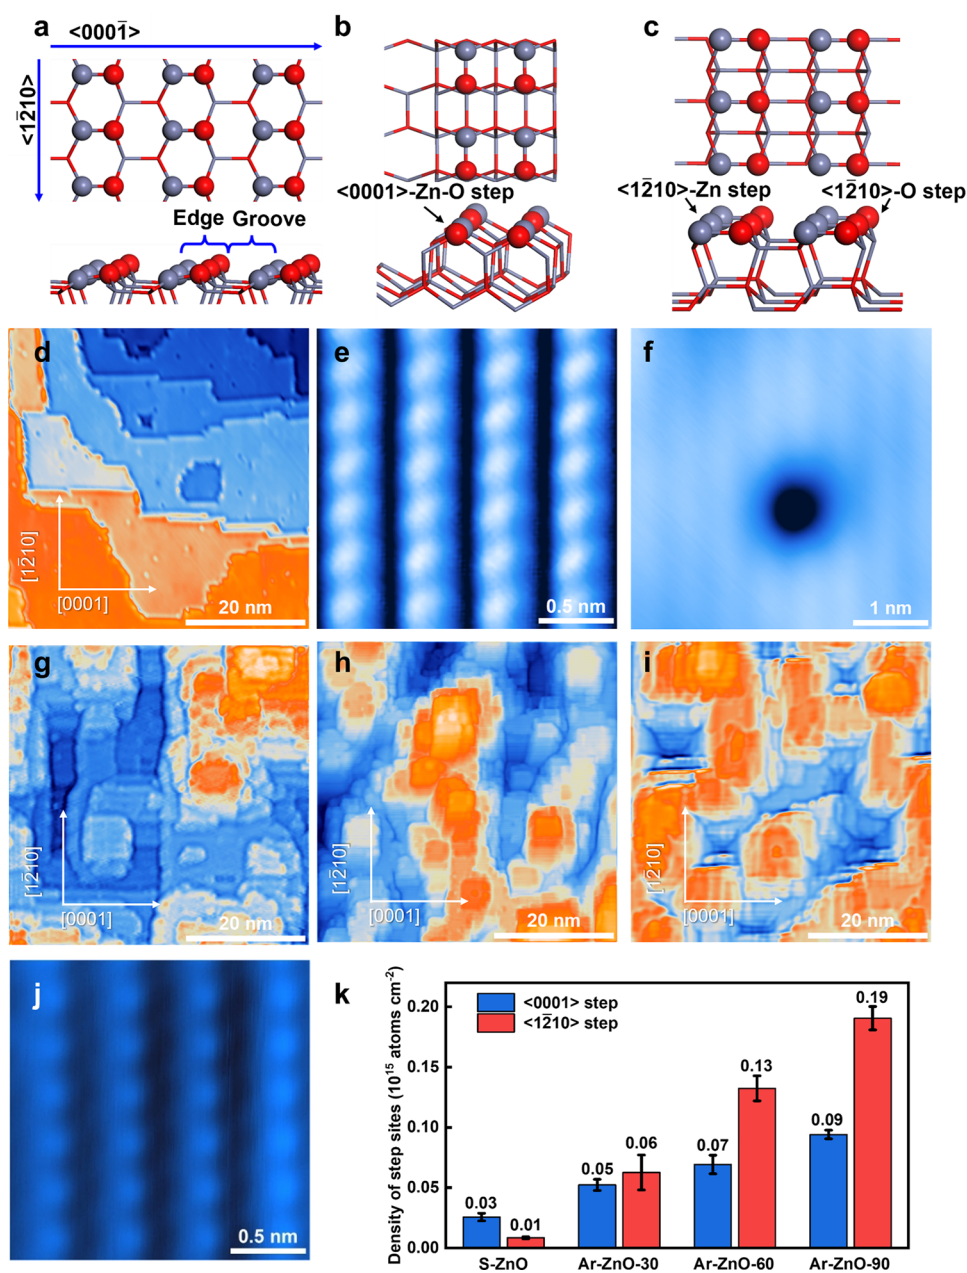 a
<0001̅>
<12̅10>
Edge Groove
b
<0001>-Zn-O step
c
<12̅10>-Zn step
<12̅10>-O step
d
[12̅10]
[0001]
20 nm
e
0.5 nm
f
1 nm
g
[12̅10]
[0001]
20 nm
h
[12̅10]
[0001]
20 nm
i
[12̅10]
[0001]
20 nm
j
0.5 nm
k
Density of step sites (10¹⁵ atoms cm⁻²)
0.20
0.15
0.10
0.05
0.00
<0001> step
<12̅10> step
0.03
0.01
0.05
0.06
0.07
0.13
0.09
0.19
S-ZnO
Ar-ZnO-30
Ar-ZnO-60
Ar-ZnO-90